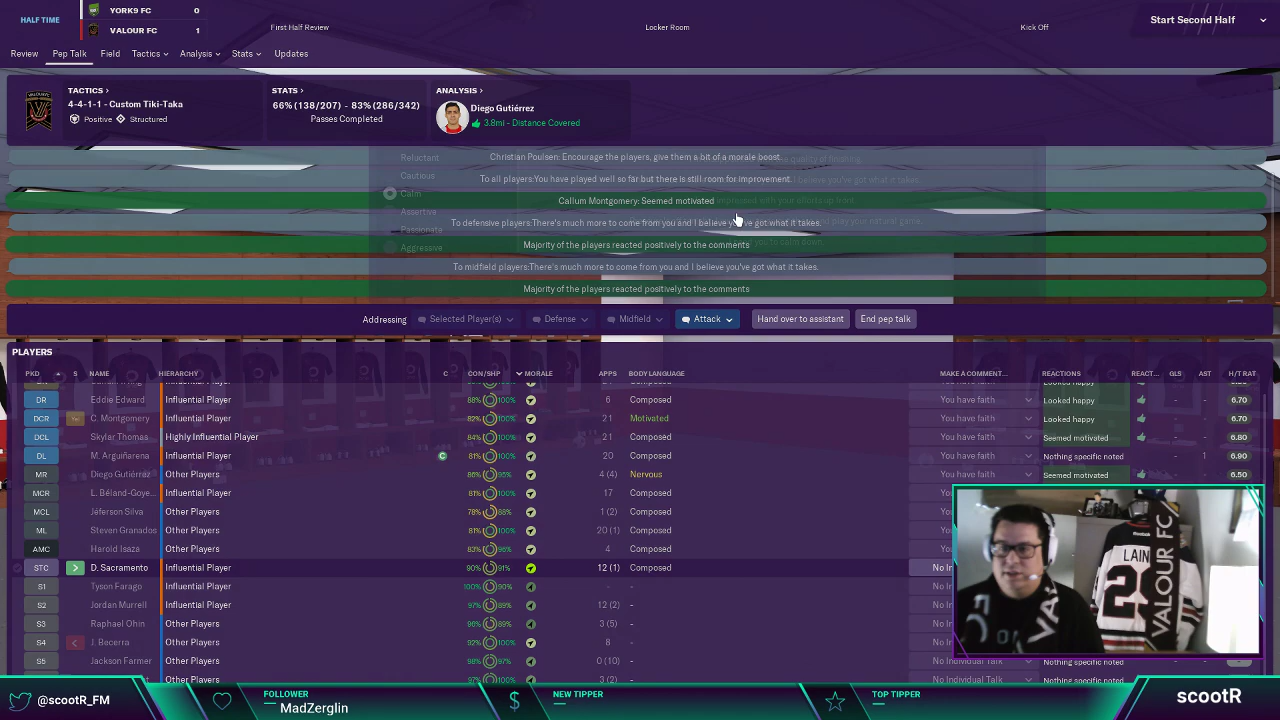 HALF TIME
YORK9 FC 0
VALOUR FC 1
First Half Review
Locker Room
Kick Off
Start Second Half
Review
Pep Talk
Field
Tactics
Analysis
Stats
Updates
TACTICS >
4-4-1-1 - Custom Tiki-Taka
Positive Structured
STATS >
66% (138/207) - 83% (286/342)
Passes Completed
ANALYSIS >
Diego Gutiérrez
3.8mi - Distance Covered
Reluctant
Cautious
Calm
Assertive
Passionate
Aggressive
Christian Poulsen: Encourage the players, give them a bit of a morale boost.
To all players:You have played well so far but there is still room for improvement.
Callum Montgomery: Seemed motivated
To defensive players:There's much more to come from you and I believe you've got what it takes.
Majority of the players reacted positively to the comments
To midfield players:There's much more to come from you and I believe you've got what it takes.
Majority of the players reacted positively to the comments
Addressing
Selected Player(s)
Defense
Midfield
Attack
Hand over to assistant
End pep talk
PLAYERS
PKD S NAME HIERARCHY C CON/SHP MORALE APPS BODY LANGUAGE MAKE A COMMENT... REACTIONS REACT... GLS AST H/T RAT
DR Eddie Edward Influential Player 88% 100% 6 Composed You have faith Looked happy - - 6.70
DCR C. Montgomery Influential Player 82% 100% 21 Motivated You have faith Looked happy - - 6.70
DCL Skylar Thomas Highly Influential Player 84% 100% 21 Composed You have faith Seemed motivated - - 6.80
DL M. Arguiñarena Influential Player C 81% 100% 20 Composed You have faith Nothing specific noted - 1 6.90
MR Diego Gutiérrez Other Players 86% 95% 4 (4) Nervous You have faith Seemed motivated - - 6.50
MCR L. Béland-Goye... Influential Player 81% 100% 17 Composed
MCL Jéferson Silva Other Players 78% 88% 1 (2) Composed
ML Steven Granados Other Players 81% 100% 20 (1) Composed
AMC Harold Isaza Other Players 83% 96% 4 Composed
STC D. Sacramento Influential Player 90% 91% 12 (1) Composed No In
S1 Tyson Farago Influential Player 100% 90% - -
S2 Jordan Murrell Influential Player 97% 89% 12 (2) -
S3 Raphael Ohin Other Players 96% 89% 3 (5) -
S4 J. Becerra Other Players 92% 100% 8 -
S5 Jackson Farmer Other Players 98% 97% 0 (10) - No Individual Talk Nothing specific noted
LAIN
2
VALOUR FC
@scootR_FM
FOLLOWER
MadZerglin
NEW TIPPER
TOP TIPPER
scootR